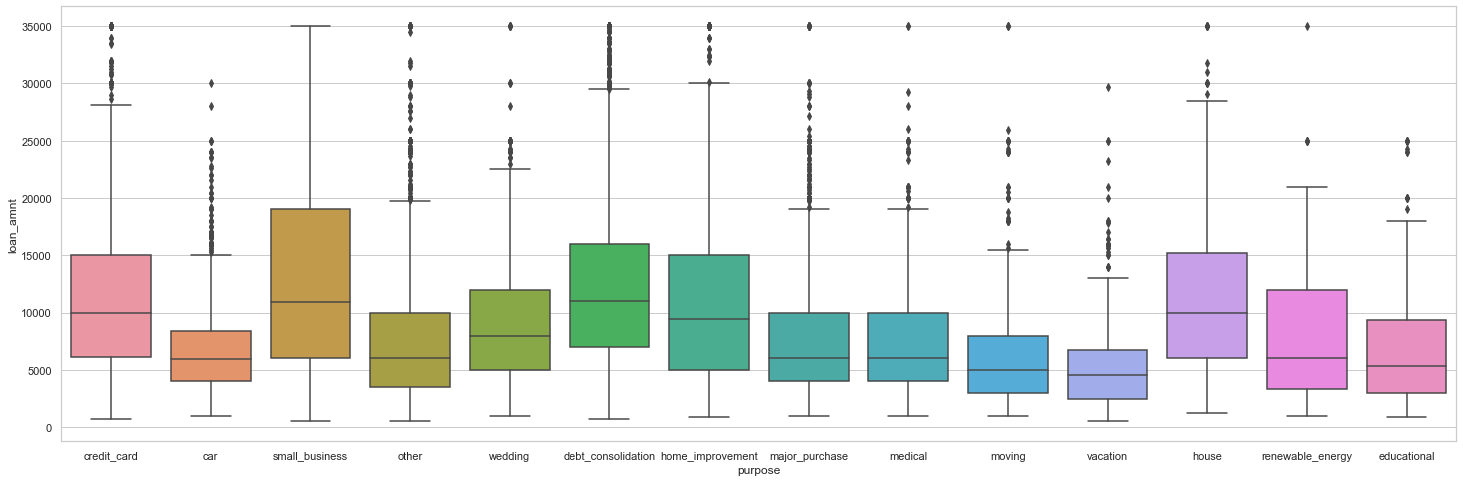 35000
30000
25000
20000
15000
10000
5000
0
loan_amnt
credit_card car small_business other wedding debt_consolidation home_improvement major_purchase medical moving vacation house renewable_energy educational
purpose